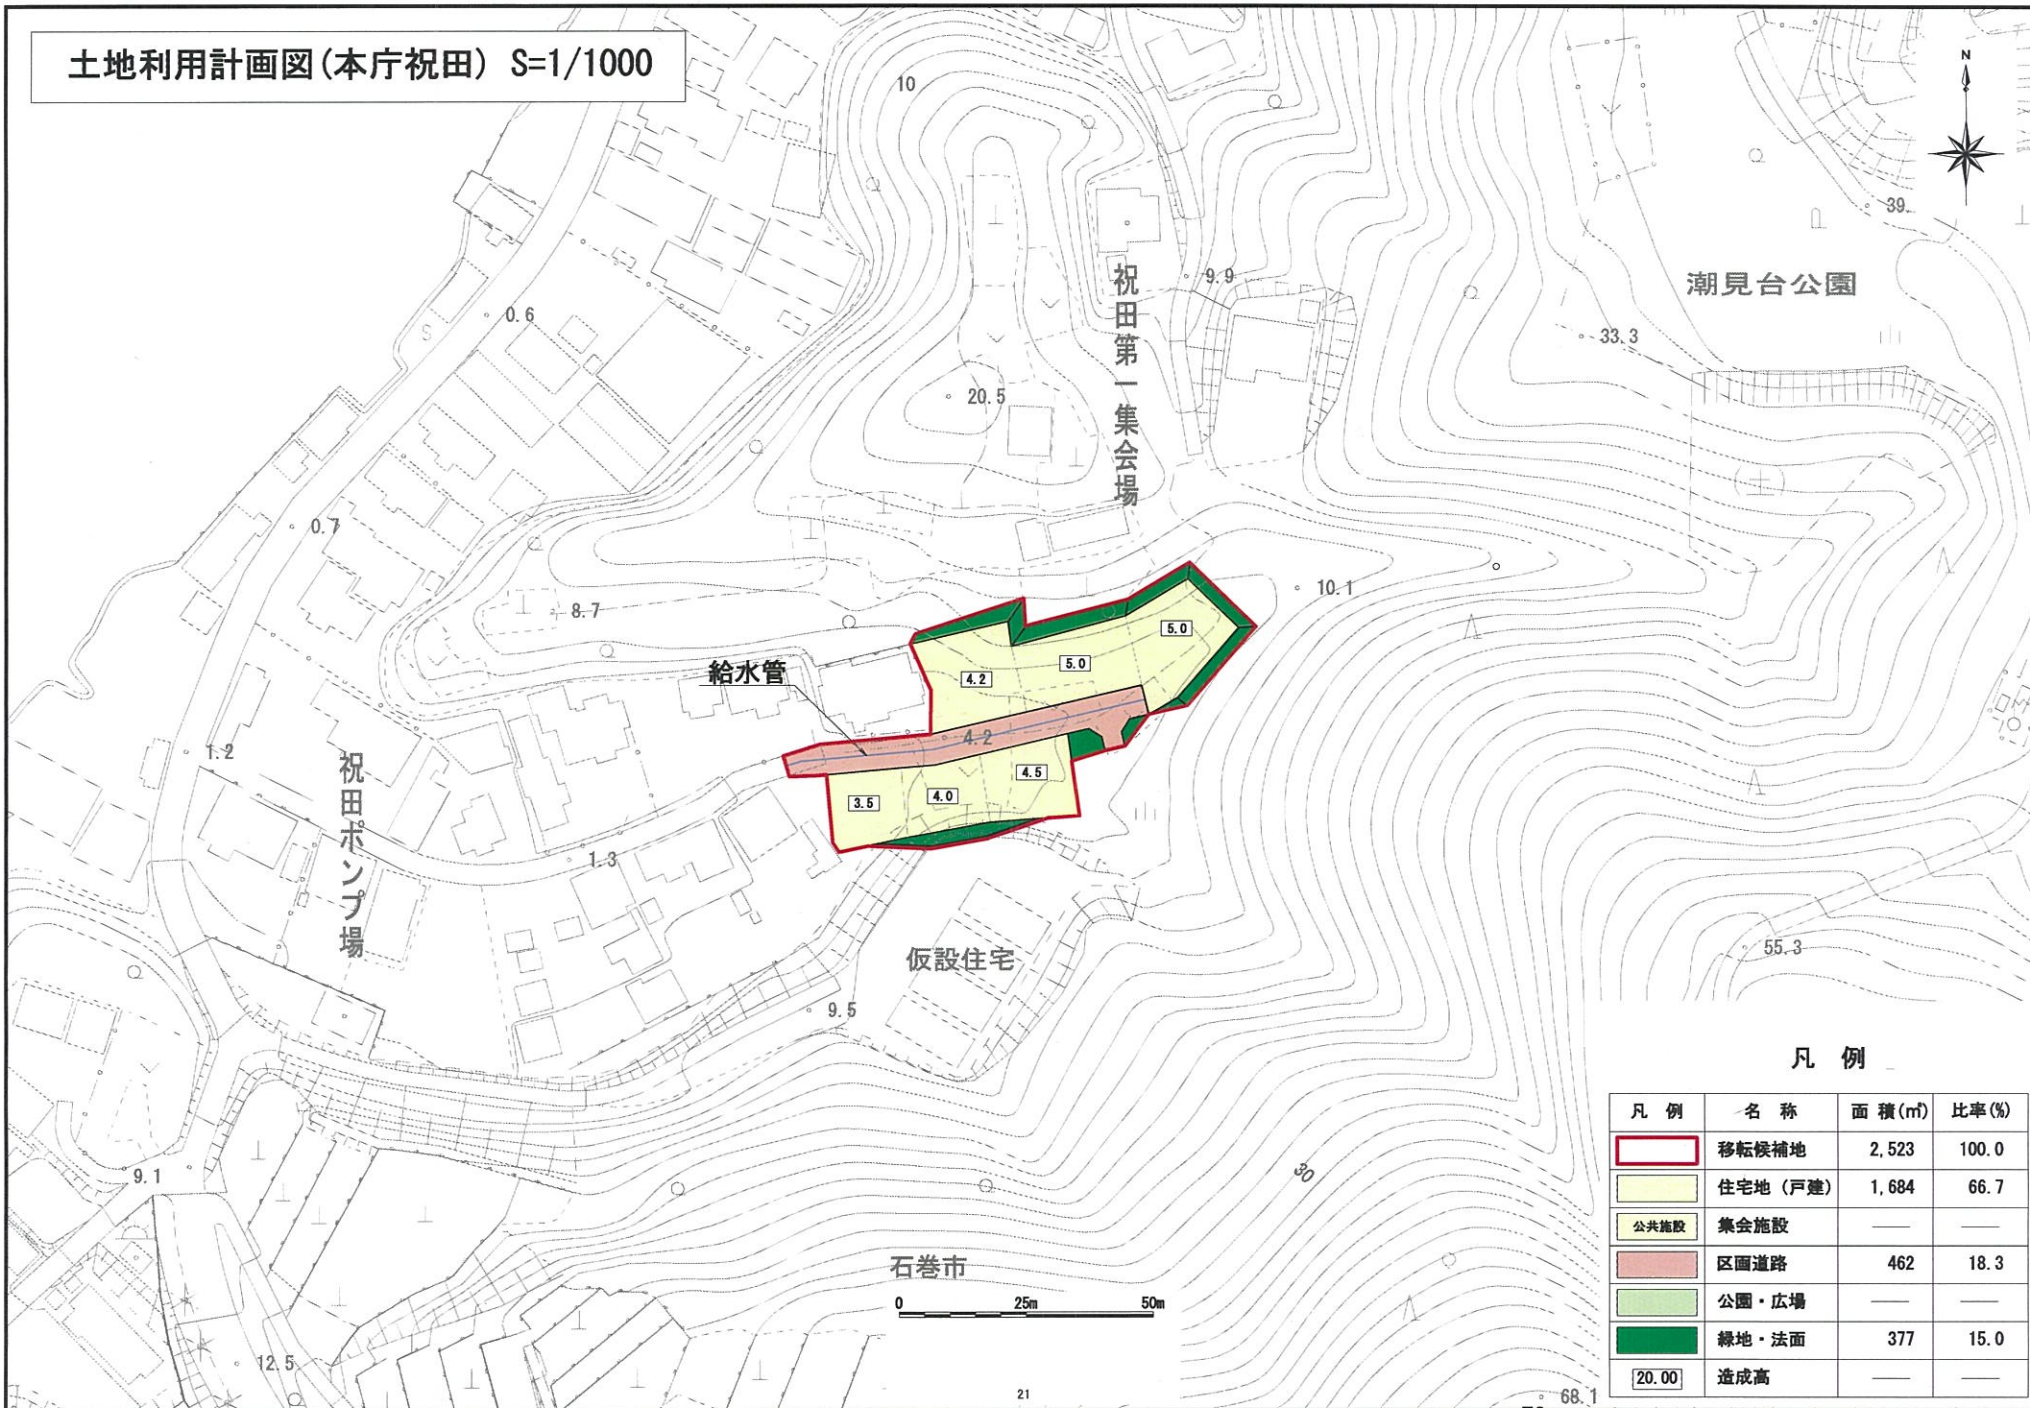 土地利用計画図(本庁祝田) S=1/1000
N
10
39.
潮見台公園
祝田第一集会場
9.9
0.6
S
33.3
20.5
0.7
8.7
10.1
5.0
5.0
4.2
給水管
4.2
4.5
4.0
3.5
1.2
祝田ポンプ場
1.3
仮設住宅
55.3
9.5
9.1
30
石巻市
0 25m 50m
12.5
21
68.1
凡 例
凡 例 名 称 面 積(㎡) 比率(%)
移転候補地 2,523 100.0
住宅地 (戸建) 1,684 66.7
公共施設 集会施設 —— ——
区画道路 462 18.3
公園・広場 —— ——
緑地・法面 377 15.0
20.00 造成高 —— ——